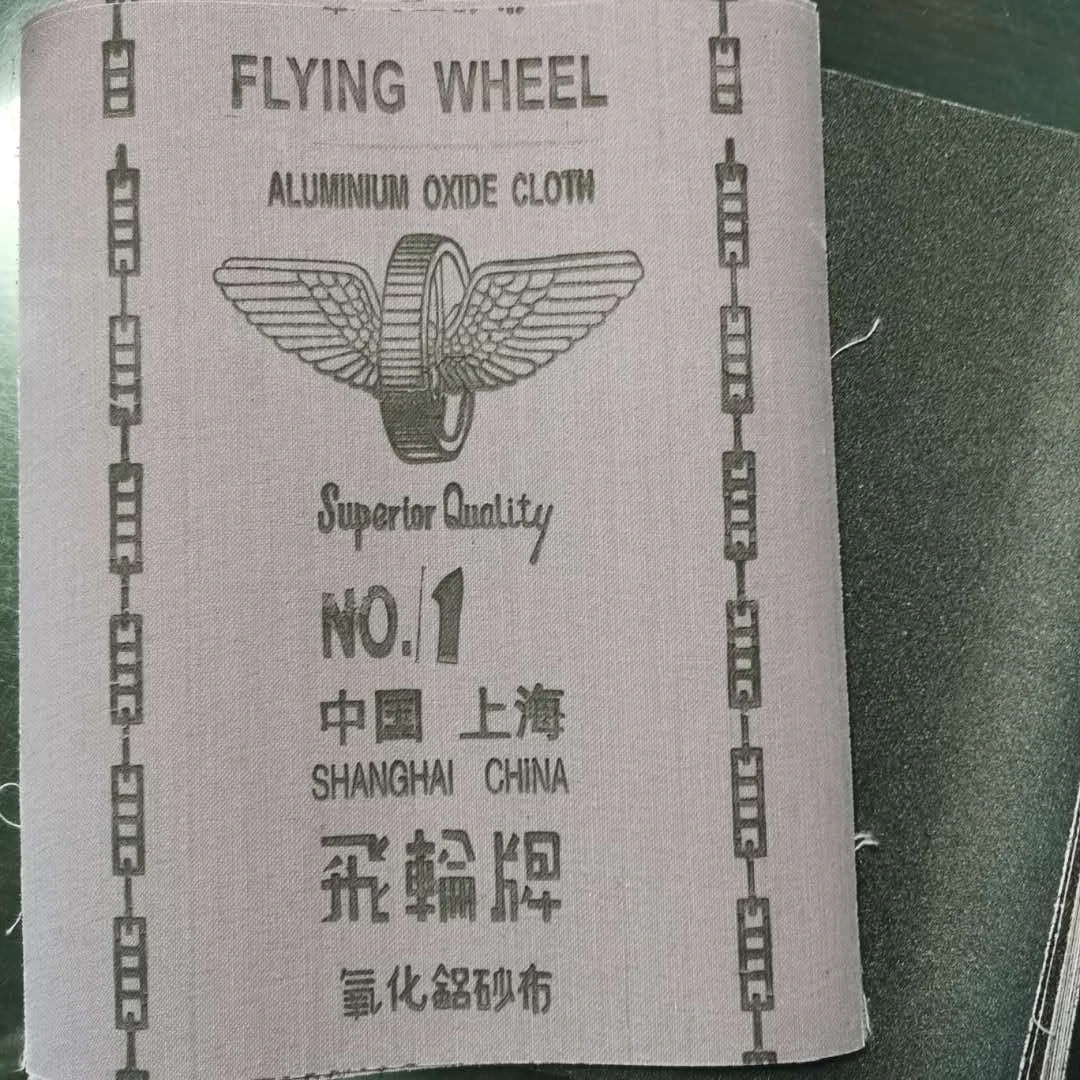 FLYING WHEEL
ALUMINIUM OXIDE CLOTH
Superior Quality
NO. 1
中国 上海
SHANGHAI CHINA
飛輪牌
氧化鋁砂布